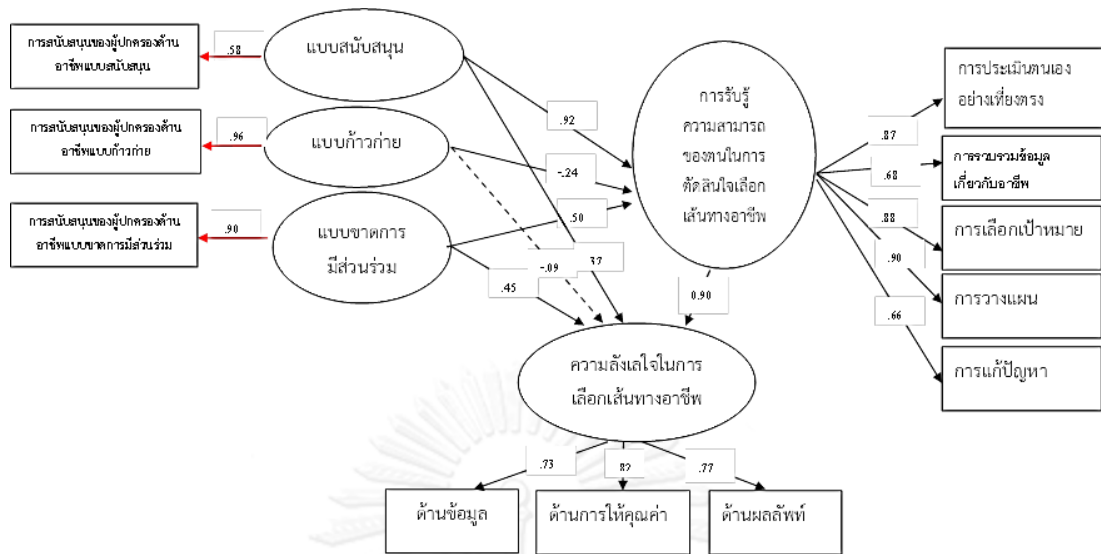 การสนับสนุนของผู้ปกครองด้าน
อาชีพแบบสนับสนุน
.58
แบบสนับสนุน
การสนับสนุนของผู้ปกครองด้าน
อาชีพแบบก้าวก่าย
.96
แบบก้าวก่าย
การสนับสนุนของผู้ปกครองด้าน
อาชีพแบบขาดการมีส่วนร่วม
.90
แบบขาดการ
มีส่วนร่วม
.92
-.24
.50
.37
-.09
.45
0.90
การรับรู้
ความสามารถ
ของตนในการ
ตัดสินใจเลือก
เส้นทางอาชีพ
.87
.68
.88
.90
.66
การประเมินตนเอง
อย่างเที่ยงตรง
การรวบรวมข้อมูล
เกี่ยวกับอาชีพ
การเลือกเป้าหมาย
การวางแผน
การแก้ปัญหา
ความลังเลใจในการ
เลือกเส้นทางอาชีพ
.73
.82
.77
ด้านข้อมูล
ด้านการให้คุณค่า
ด้านผลลัพท์